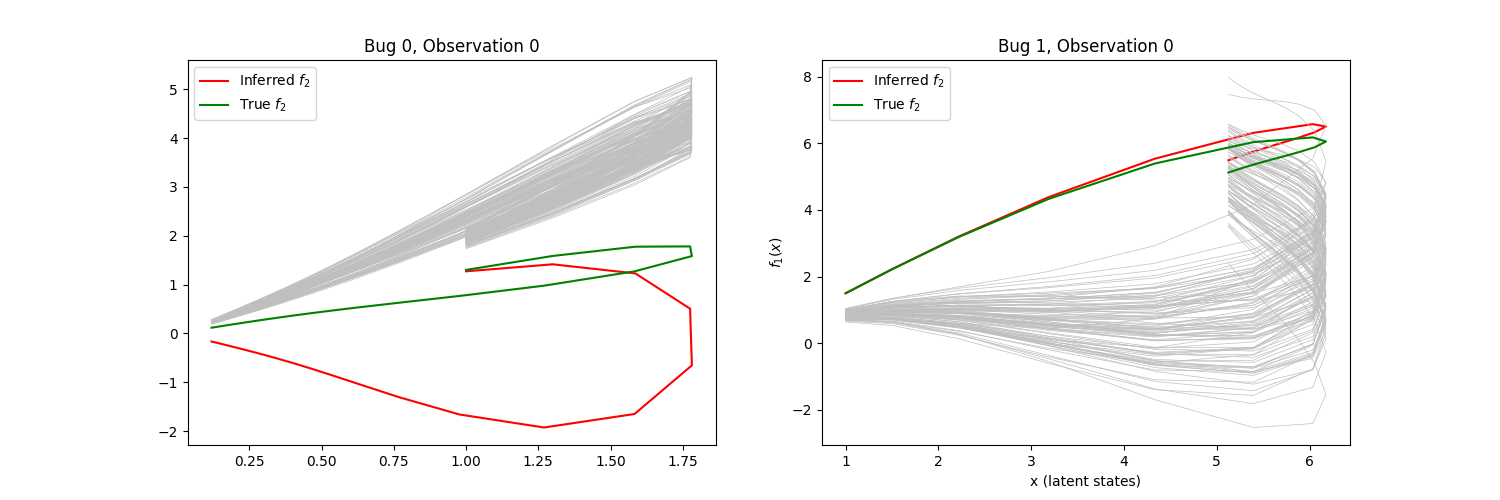 Bug 0, Observation 0
Inferred f₂
True f₂
5
4
3
2
1
0
−1
−2
0.25 0.50 0.75 1.00 1.25 1.50 1.75
Bug 1, Observation 0
Inferred f₂
True f₂
8
6
4
2
0
−2
f₁(x)
1 2 3 4 5 6
x (latent states)